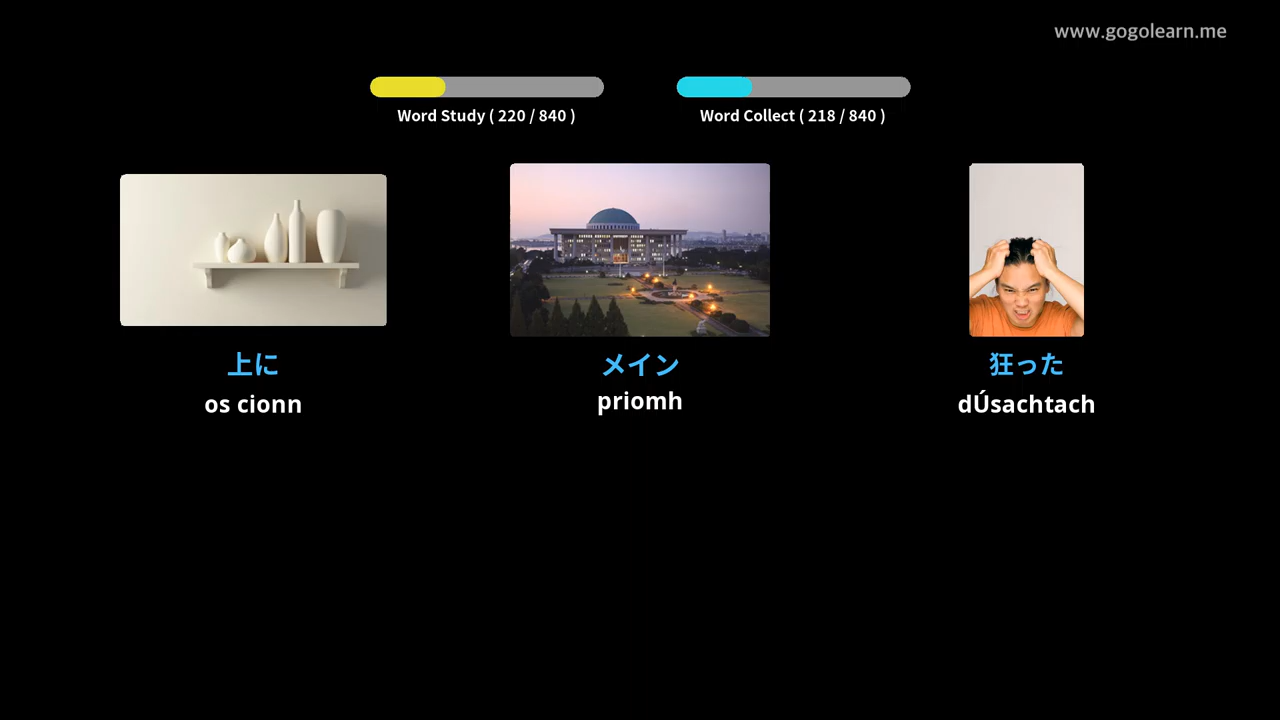 www.gogolearn.me
Word Study ( 220 / 840 )
Word Collect ( 218 / 840 )
上に
メイン
狂った
os cionn
priomh
dÚsachtach